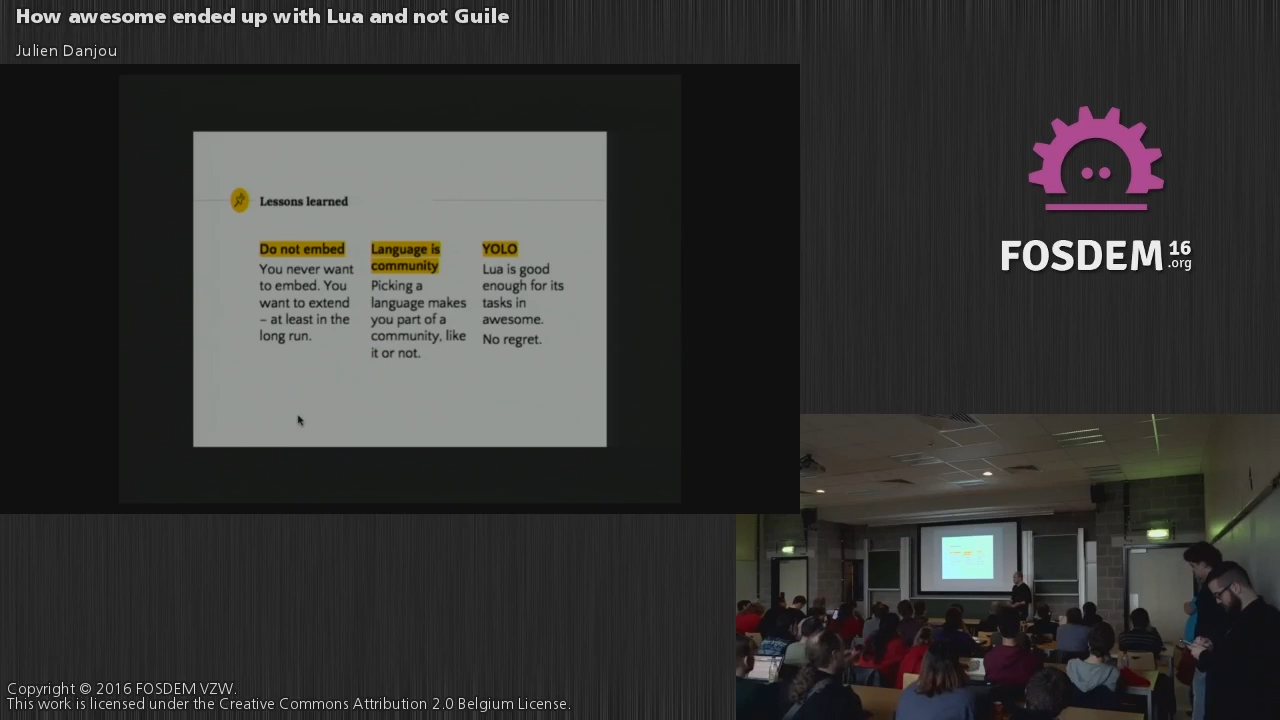 How awesome ended up with Lua and not Guile
Julien Danjou
Lessons learned
Do not embed
You never want
to embed. You
want to extend
– at least in the
long run.
Language is
community
Picking a
language makes
you part of a
community, like
it or not.
YOLO
Lua is good
enough for its
tasks in
awesome.
No regret.
FOSDEM 16
.org
Copyright © 2016 FOSDEM VZW.
This work is licensed under the Creative Commons Attribution 2.0 Belgium License.